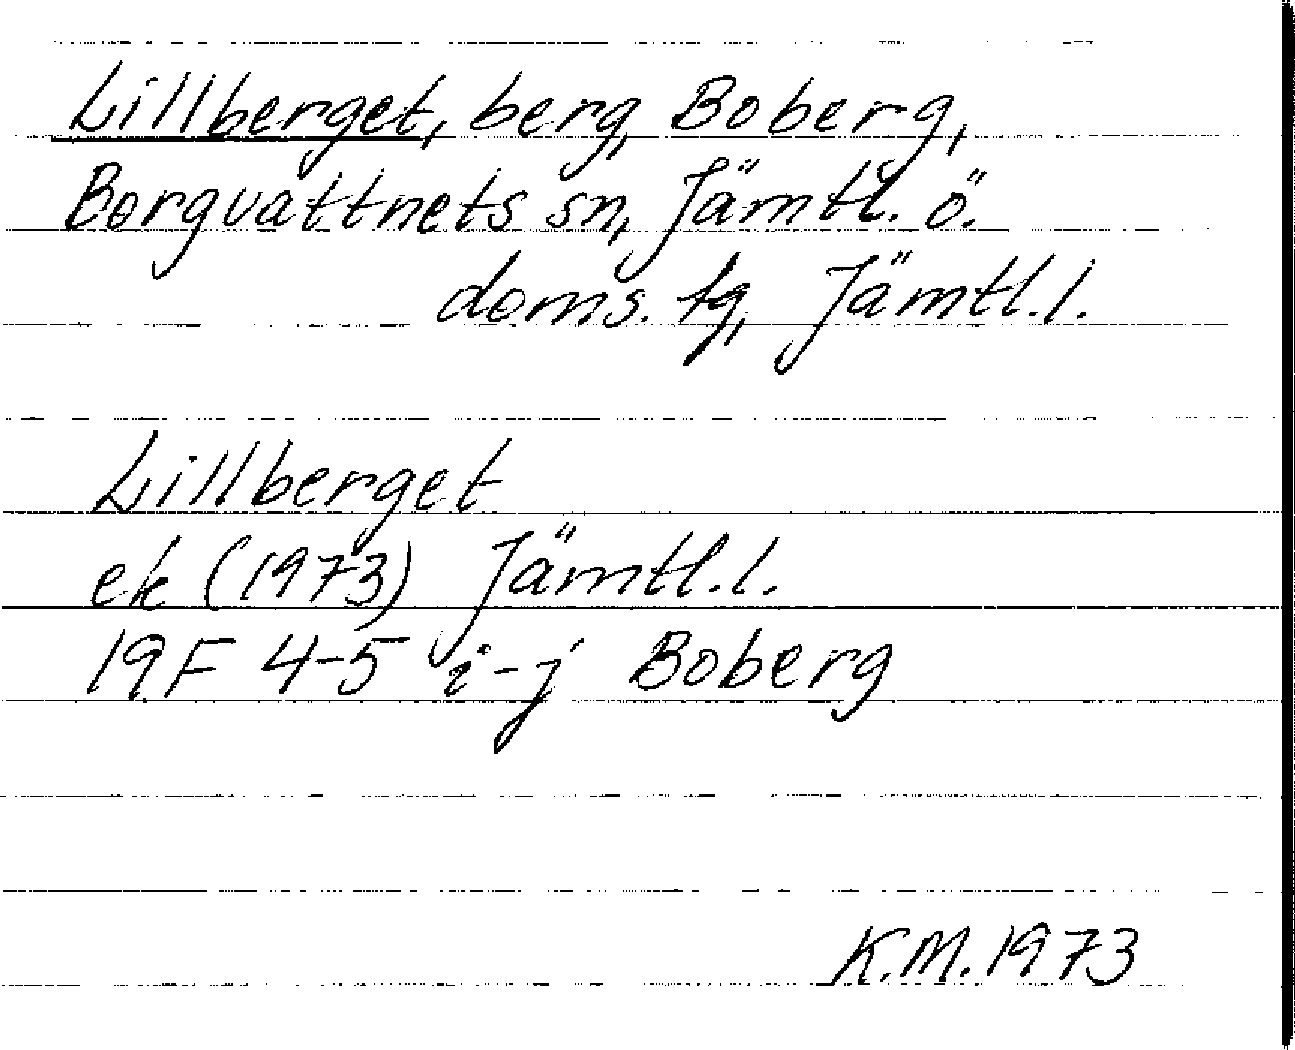 Lillberget, berg, Boberg,
Borgvattnets sn, Jämtl. ö.
doms. tg, Jämtl. l.
Lillberget
ek (1973) Jämtl. l.
19F 4-5 i-j Boberg
K.M. 1973